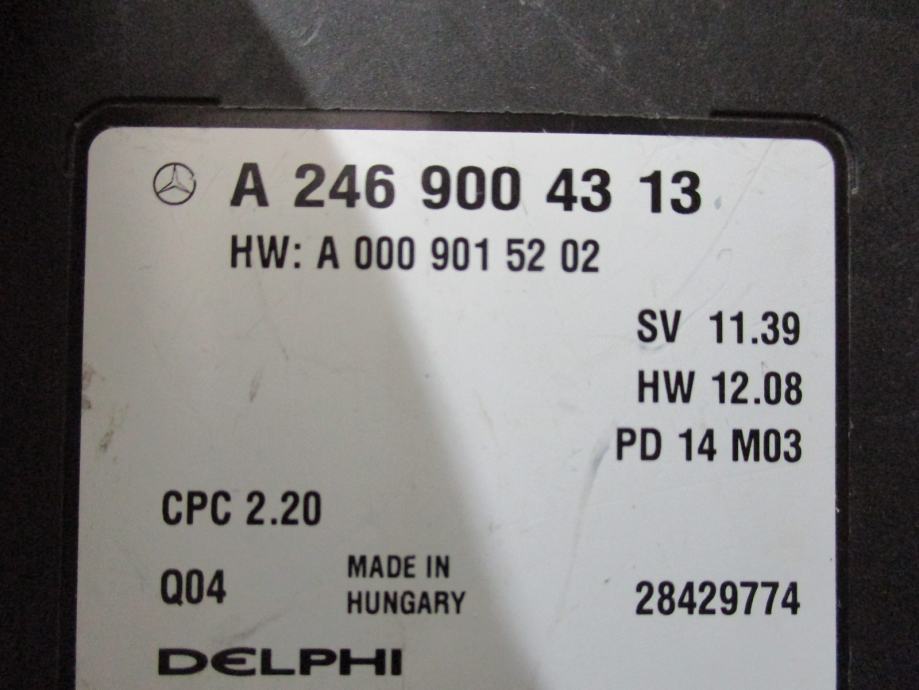 A 246 900 43 13
HW: A 000 901 52 02
SV 11.39
HW 12.08
PD 14 M03
CPC 2.20
Q04
MADE IN
HUNGARY
28429774
DELPHI